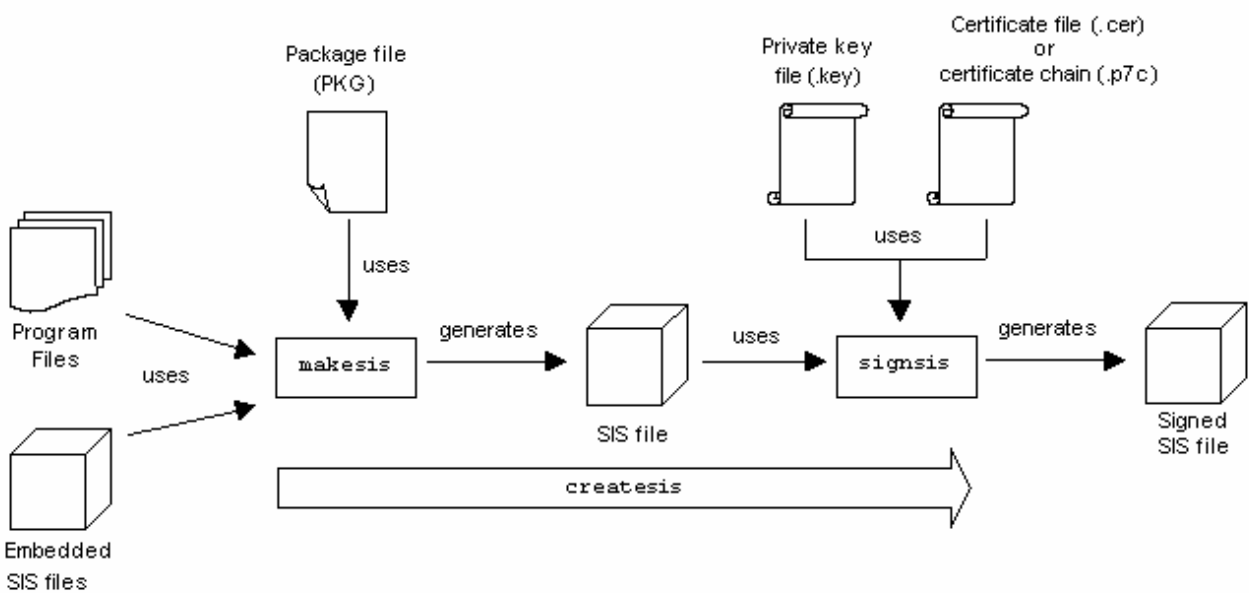 Package file
(PKG)
Private key
file (.key)
Certificate file (.cer)
or
certificate chain (.p7c)
uses
uses
Program
Files
uses
makesis
generates
SIS file
uses
signsis
generates
Signed
SIS file
createsis
Embedded
SIS files